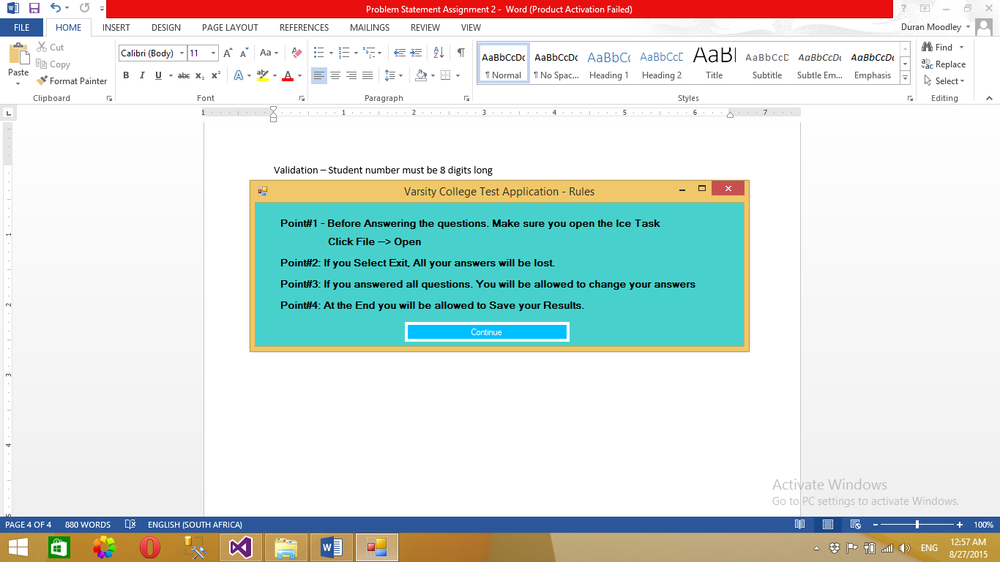 Problem Statement Assignment 2 - Word (Product Activation Failed)
FILE HOME INSERT DESIGN PAGE LAYOUT REFERENCES MAILINGS REVIEW VIEW Duran Moodley
Cut
Copy
Format Painter
Paste
Calibri (Body) 11
Clipboard Font Paragraph Styles Editing
AaBbCcDc AaBbCcDc AaBbCc AaBbCcC AaBl AaBbCcD AaBbCcDc AaBbCcDc
¶ Normal ¶ No Spac... Heading 1 Heading 2 Title Subtitle Subtle Em... Emphasis
Find
Replace
Select
1 1 2 3 4 5 6 7
Validation – Student number must be 8 digits long
Varsity College Test Application - Rules
Point#1 - Before Answering the questions. Make sure you open the Ice Task
Click File --> Open
Point#2: If you Select Exit, All your answers will be lost.
Point#3: If you answered all questions. You will be allowed to change your answers
Point#4: At the End you will be allowed to Save your Results.
Continue
1
2
3
4
Activate Windows
Go to PC settings to activate Windows.
PAGE 4 OF 4 880 WORDS ENGLISH (SOUTH AFRICA) 100%
ENG 12:57 AM
8/27/2015